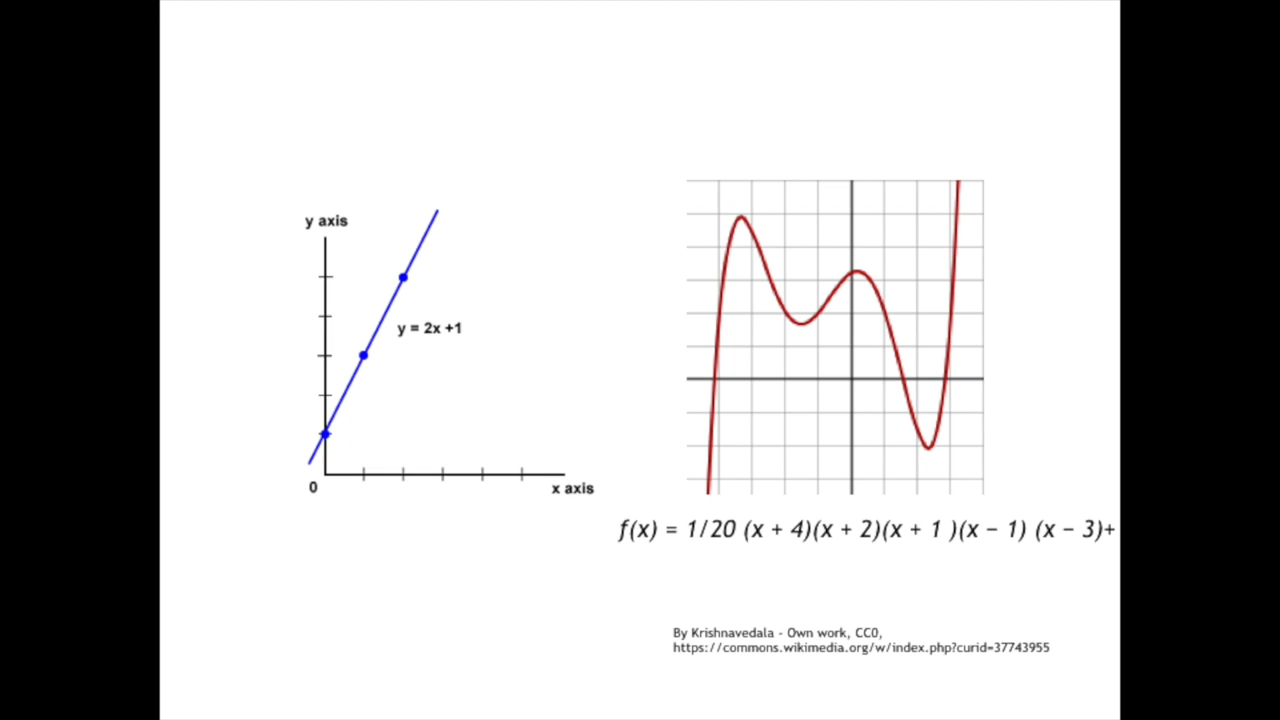 y axis
y = 2x +1
0
x axis
f(x) = 1/20 (x + 4)(x + 2)(x + 1 )(x − 1) (x − 3)+
By Krishnavedala - Own work, CC0,
https://commons.wikimedia.org/w/index.php?curid=37743955